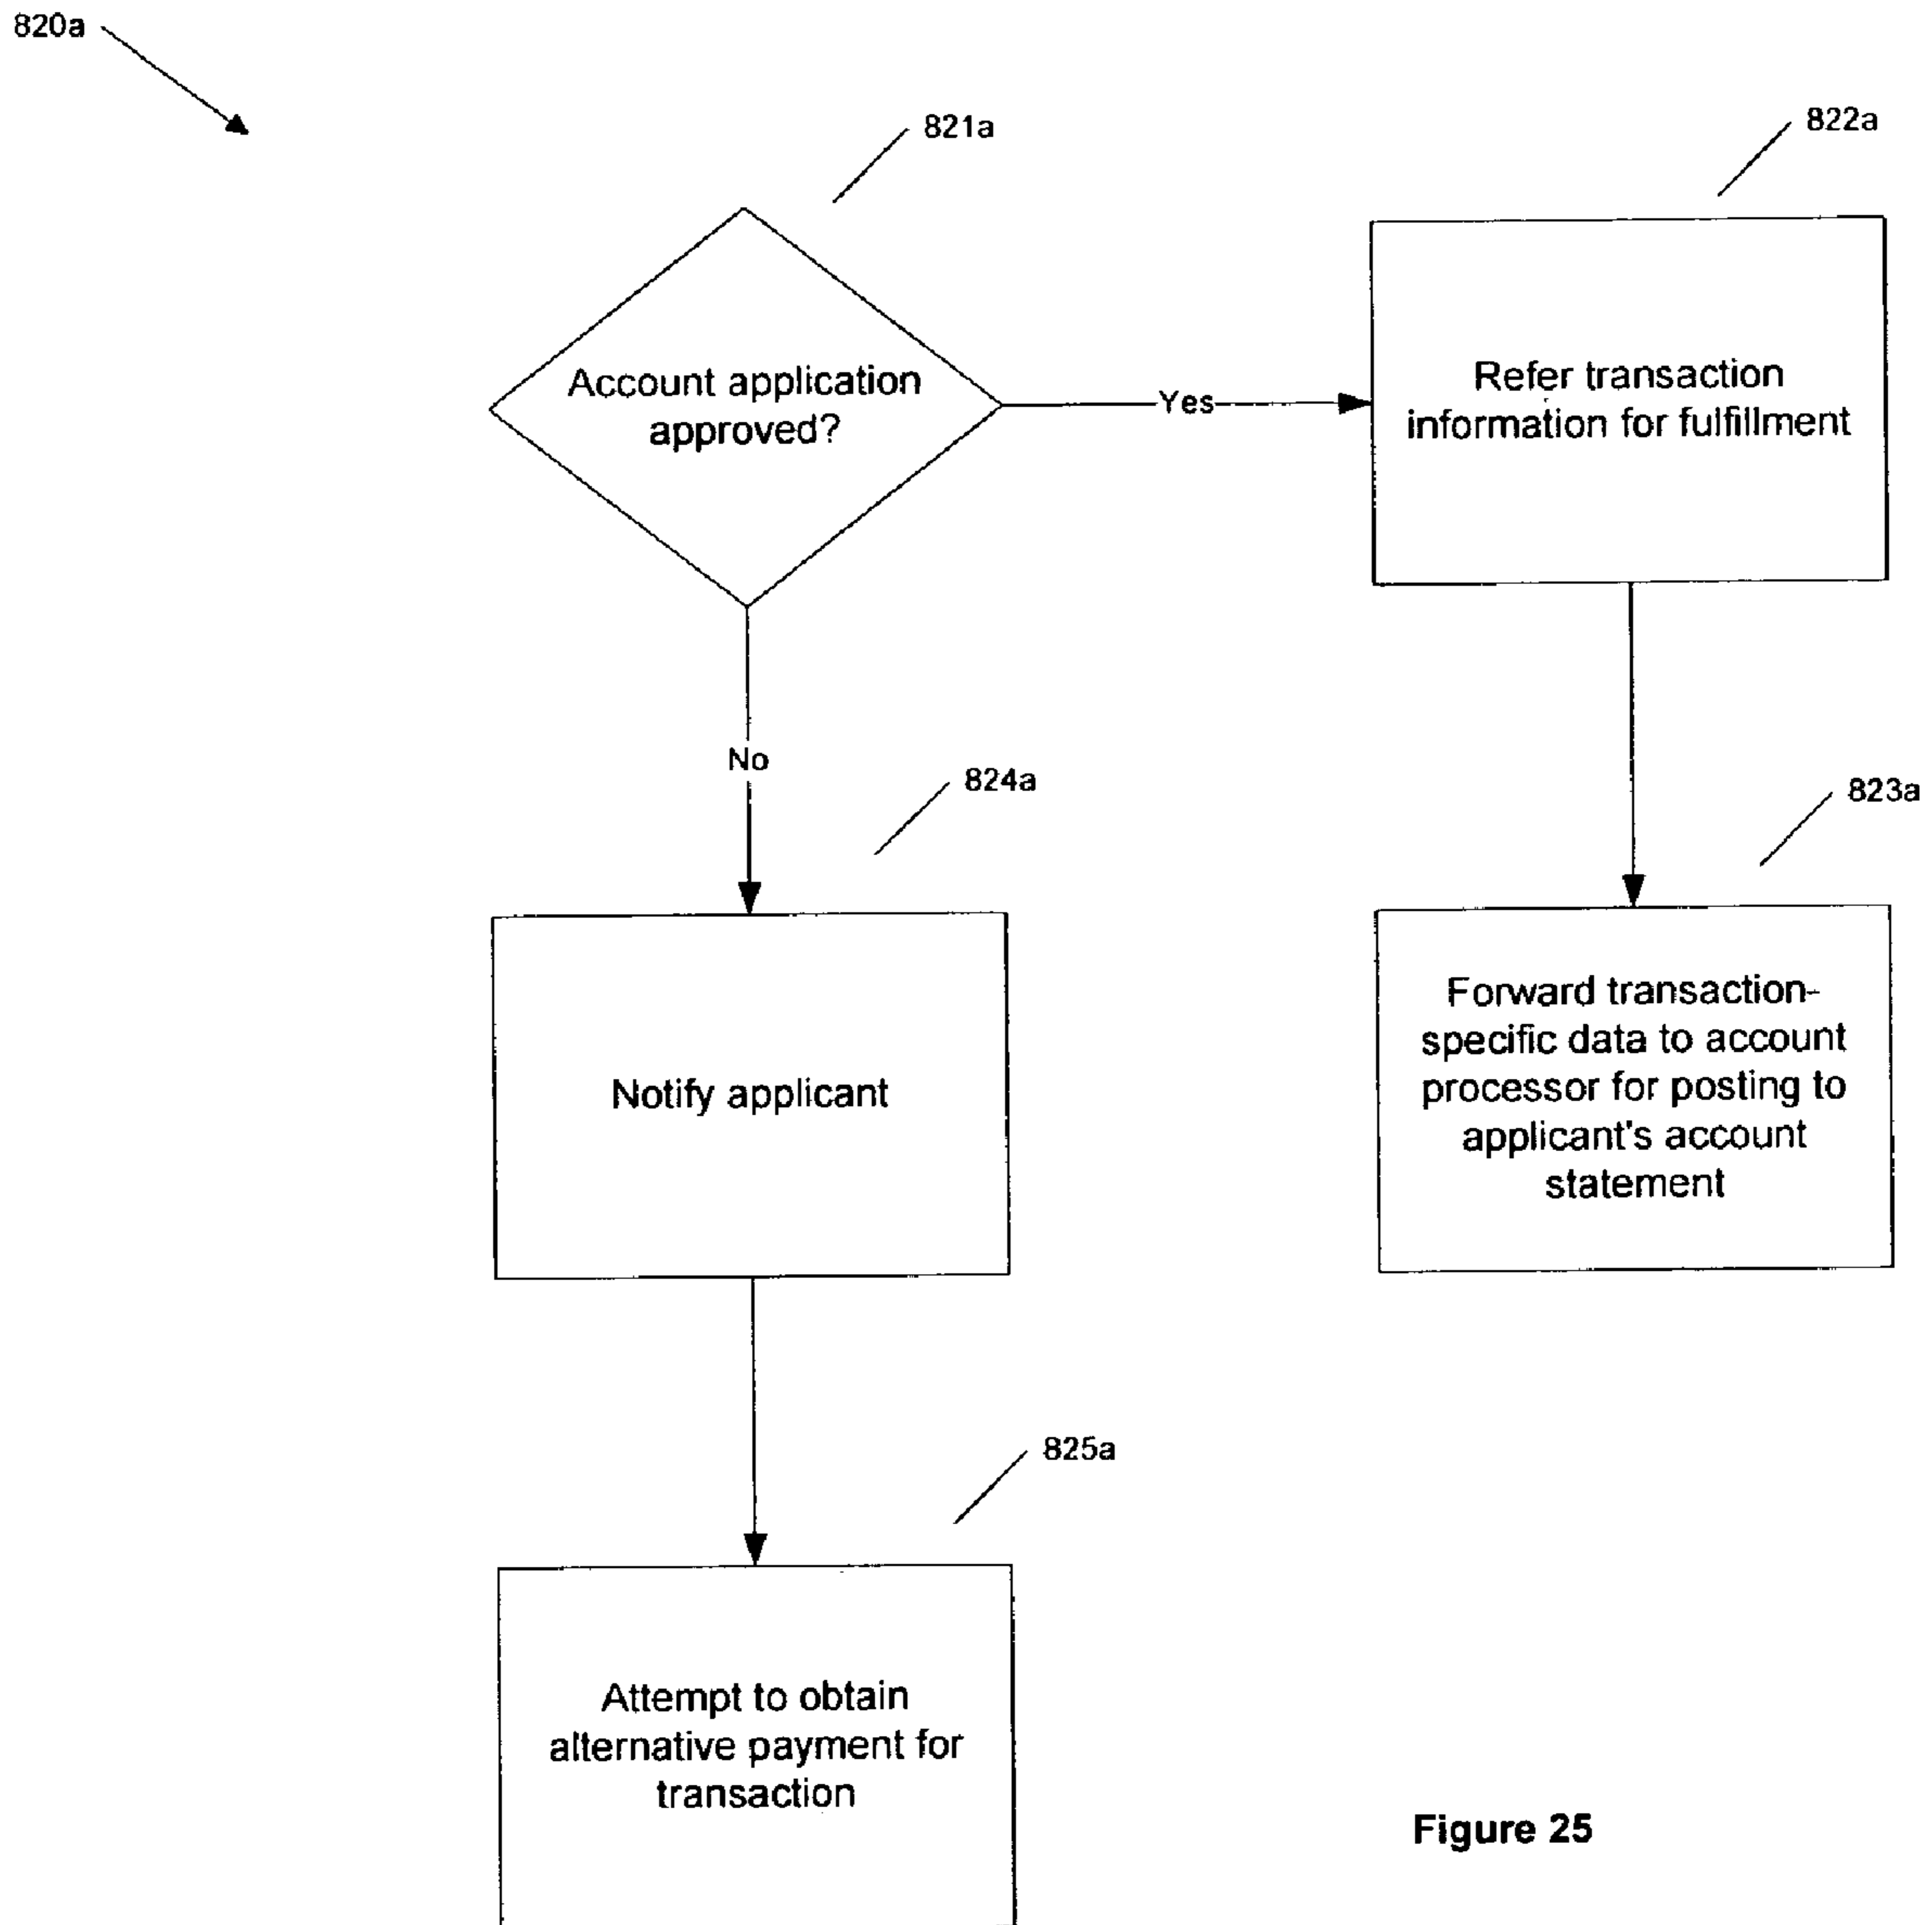 820a
821a
822a
Account application
approved?
Yes
Refer transaction
information for fulfillment
No
824a
823a
Notify applicant
Forward transaction-
specific data to account
processor for posting to
applicant's account
statement
825a
Attempt to obtain
alternative payment for
transaction
Figure 25